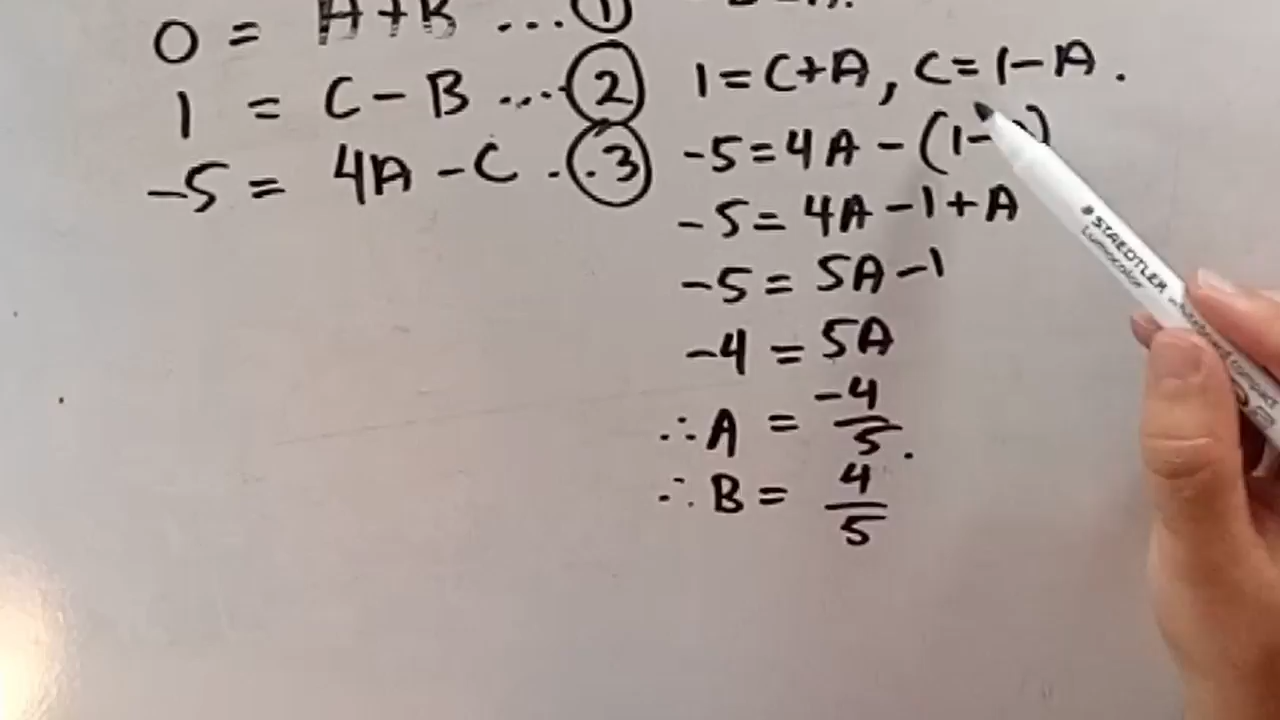 0 = A+B ... ①
1 = C - B ... ②
-5 = 4A - C .. ③
1 = C+A, C = 1-A.
-5 = 4A - (1-
-5 = 4A - 1 + A
-5 = 5A - 1
-4 = 5A
∴ A = -4/5.
∴ B = 4/5
STAEDTLER
Lumocolor